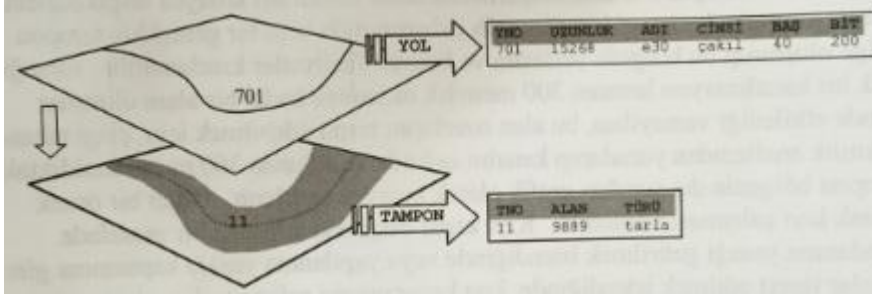 YOL
YNO UZUNLUK ADI CİNSİ BAŞ BİT
701 15268 e30 çakıl 40 200
701
11
TAMPON
TNO ALAN TÜRÜ
11 9889 tarla